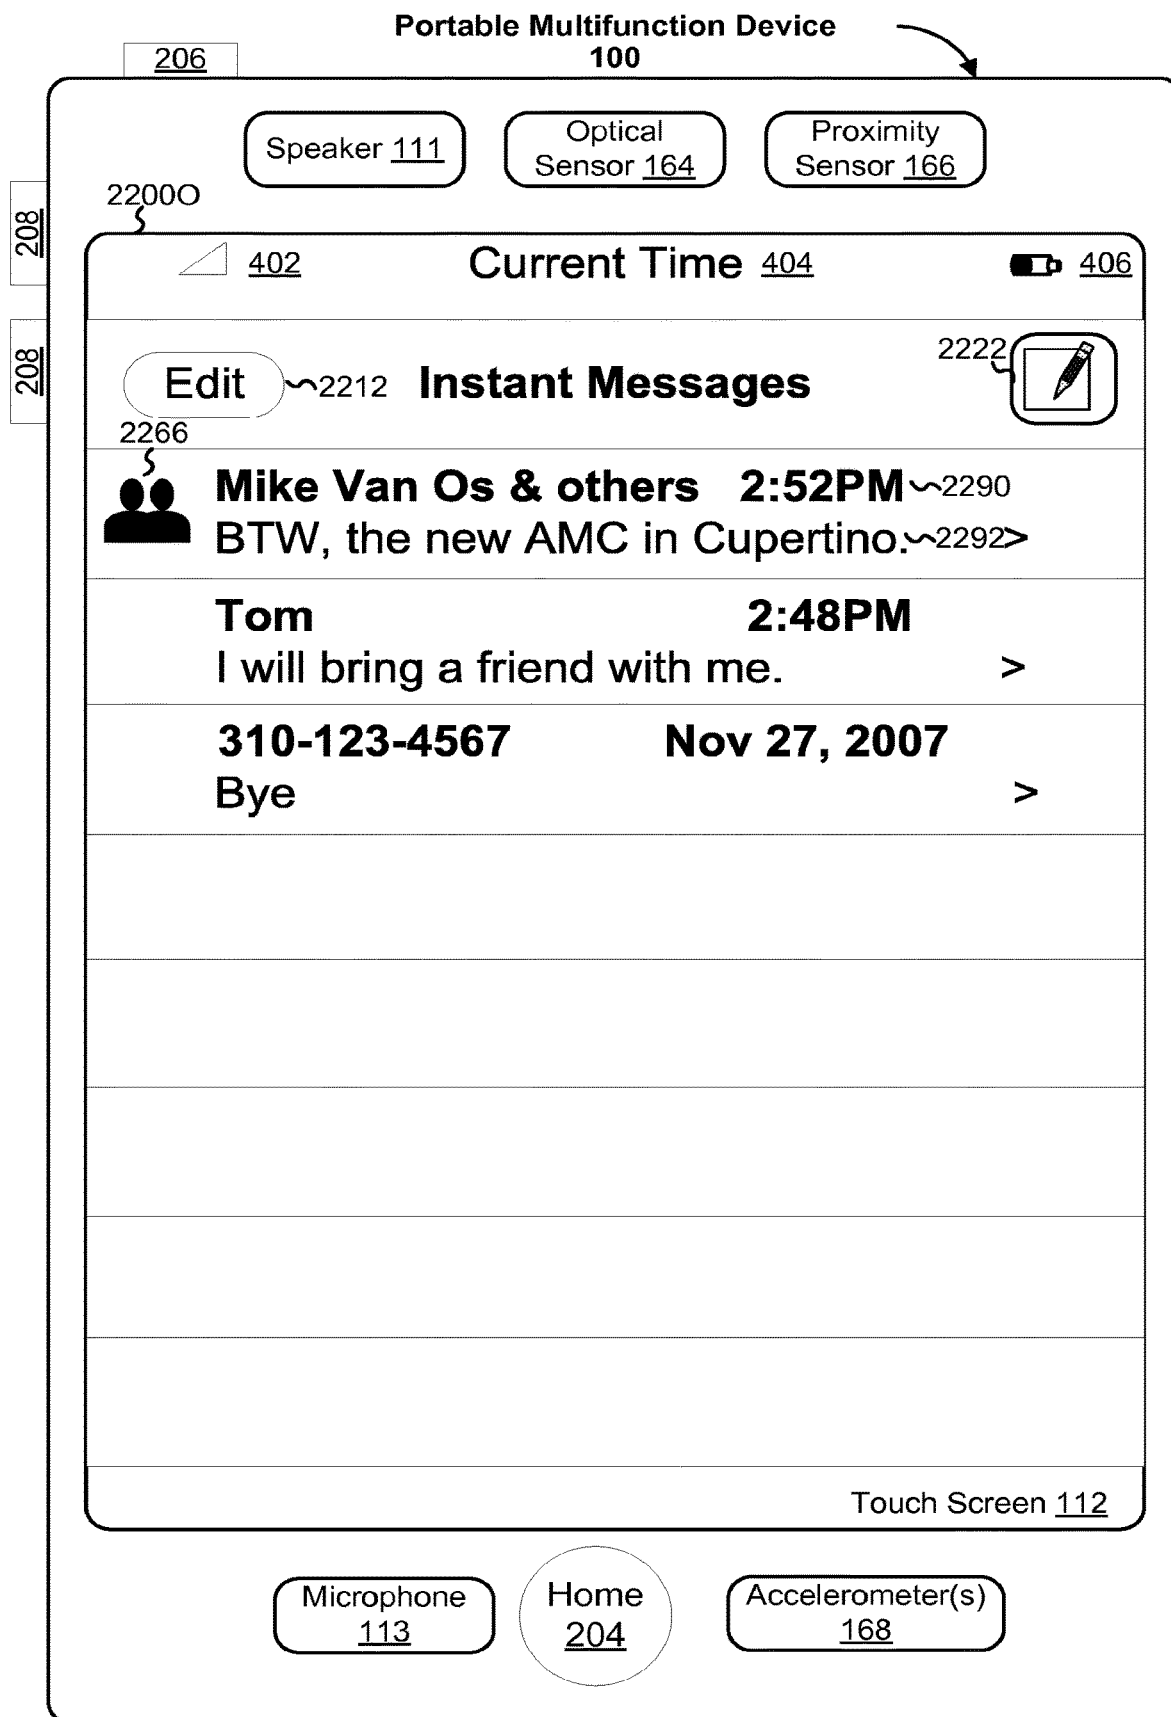 Portable Multifunction Device
100
206
Speaker 111
Optical
Sensor 164
Proximity
Sensor 166
2200O
208
402
Current Time 404
406
208
Edit
2212
Instant Messages
2222
2266
Mike Van Os & others 2:52PM 2290
BTW, the new AMC in Cupertino. 2292 >
Tom 2:48PM
I will bring a friend with me. >
310-123-4567 Nov 27, 2007
Bye >
Touch Screen 112
Microphone
113
Home
204
Accelerometer(s)
168